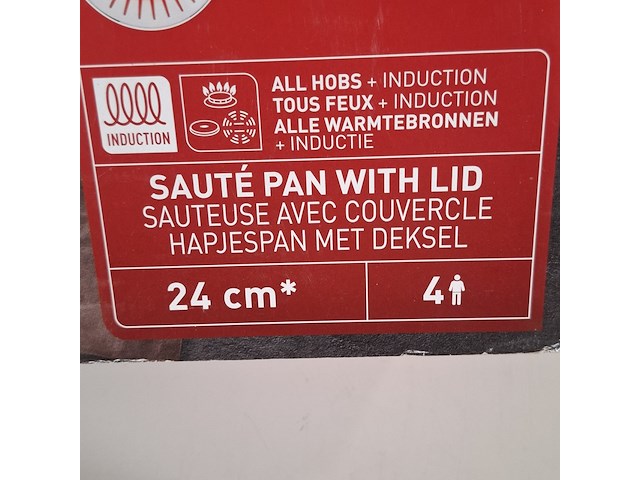 INDUCTION
ALL HOBS + INDUCTION
TOUS FEUX + INDUCTION
ALLE WARMTEBRONNEN
+ INDUCTIE
SAUTÉ PAN WITH LID
SAUTEUSE AVEC COUVERCLE
HAPJESPAN MET DEKSEL
24 cm*
4